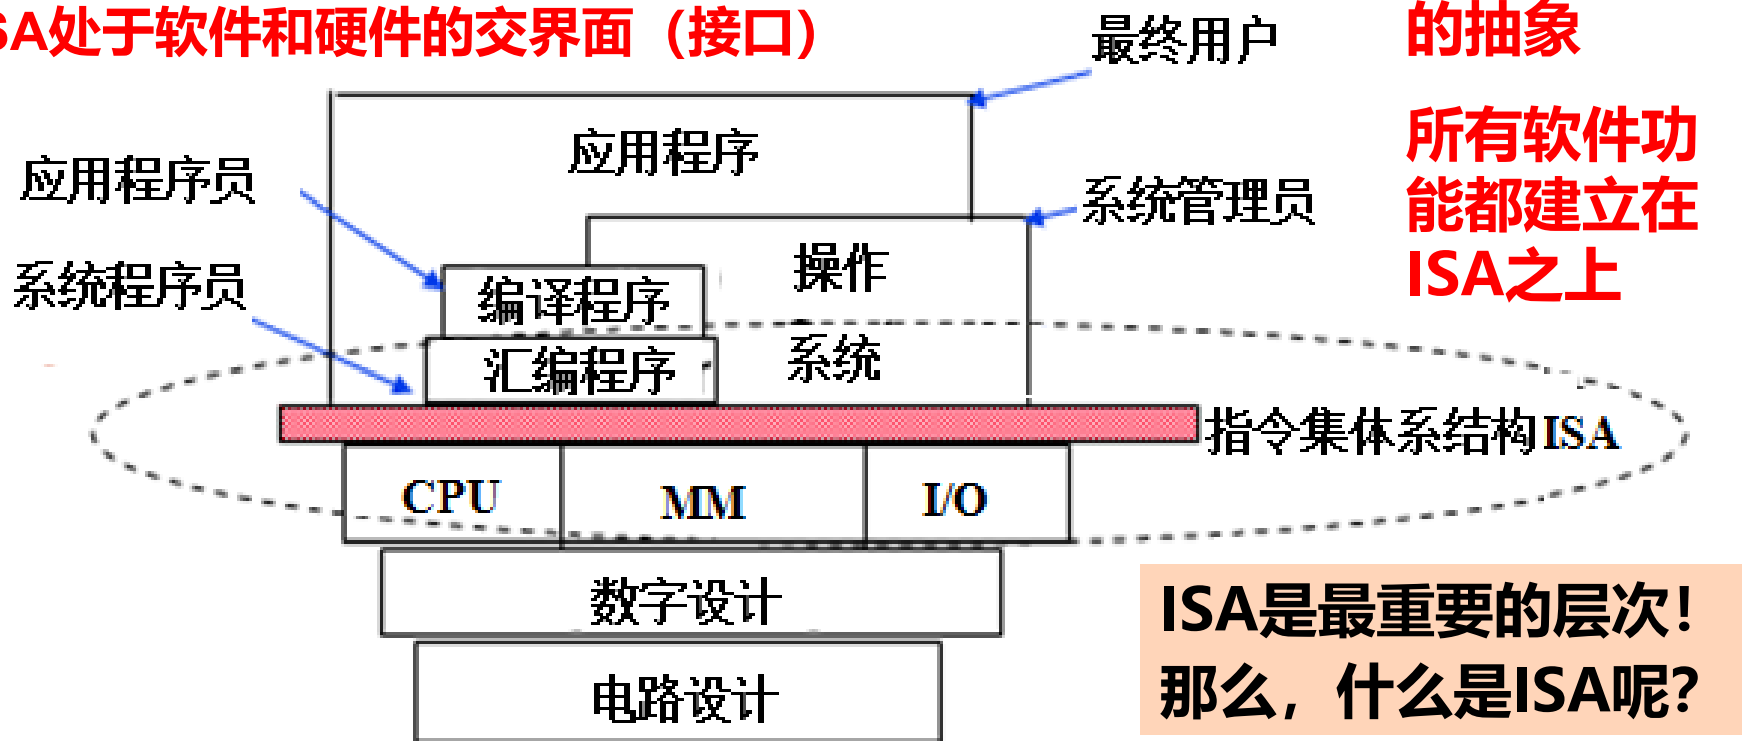 SA处于软件和硬件的交界面（接口）
最终用户
的抽象
应用程序
应用程序员
所有软件功
能都建立在
ISA之上
系统管理员
操作
系统
系统程序员
编译程序
汇编程序
指令集体系结构ISA
CPU
MM
I/O
数字设计
电路设计
ISA是最重要的层次！
那么，什么是ISA呢？